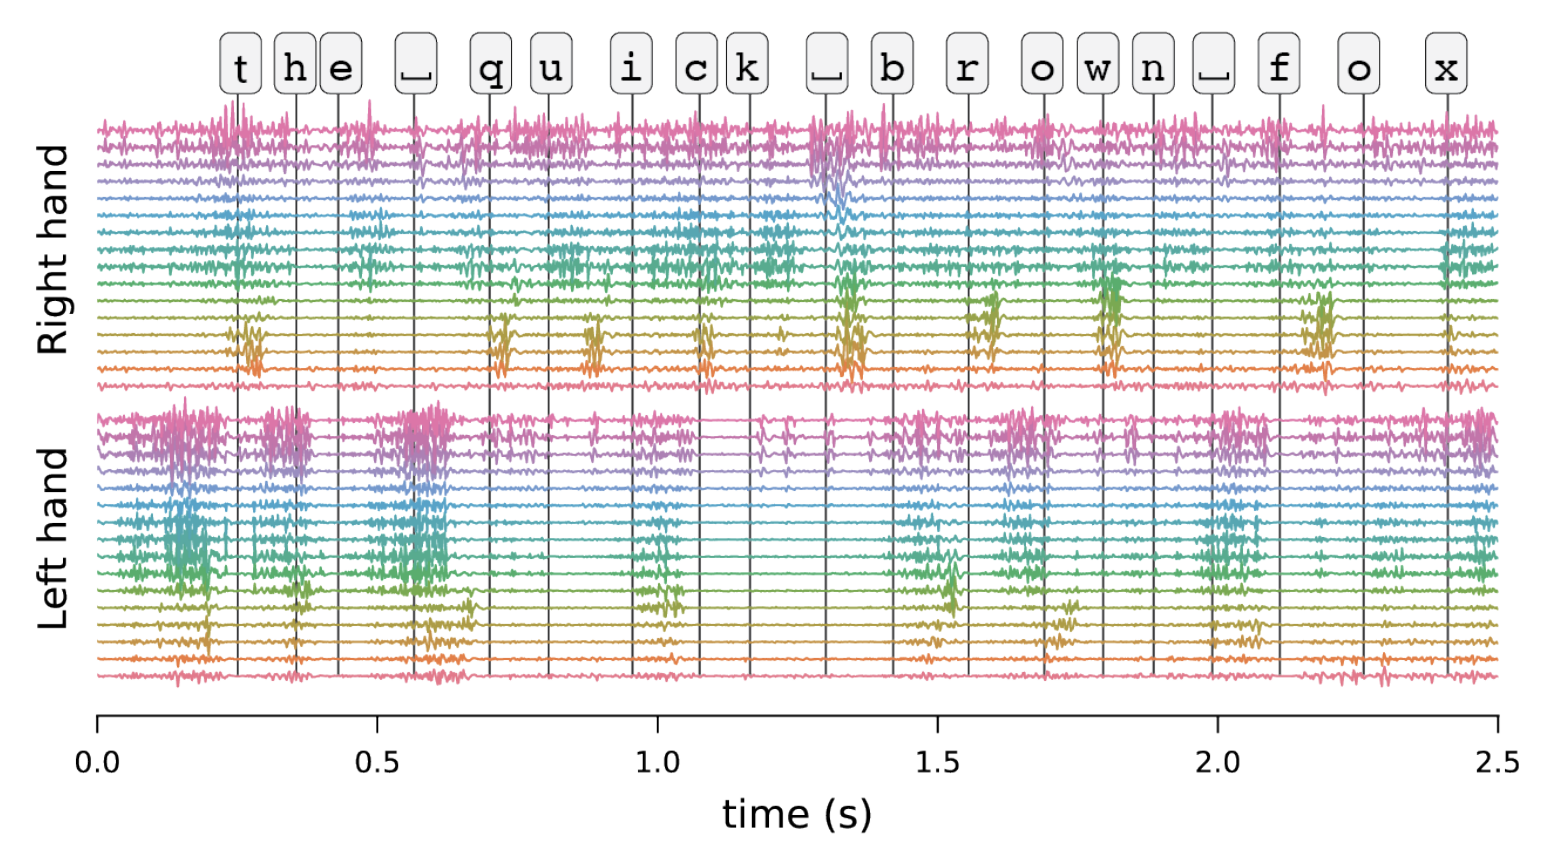 t h e ␣ q u i c k ␣ b r o w n ␣ f o x
Right hand
Left hand
0.0 0.5 1.0 1.5 2.0 2.5
time (s)